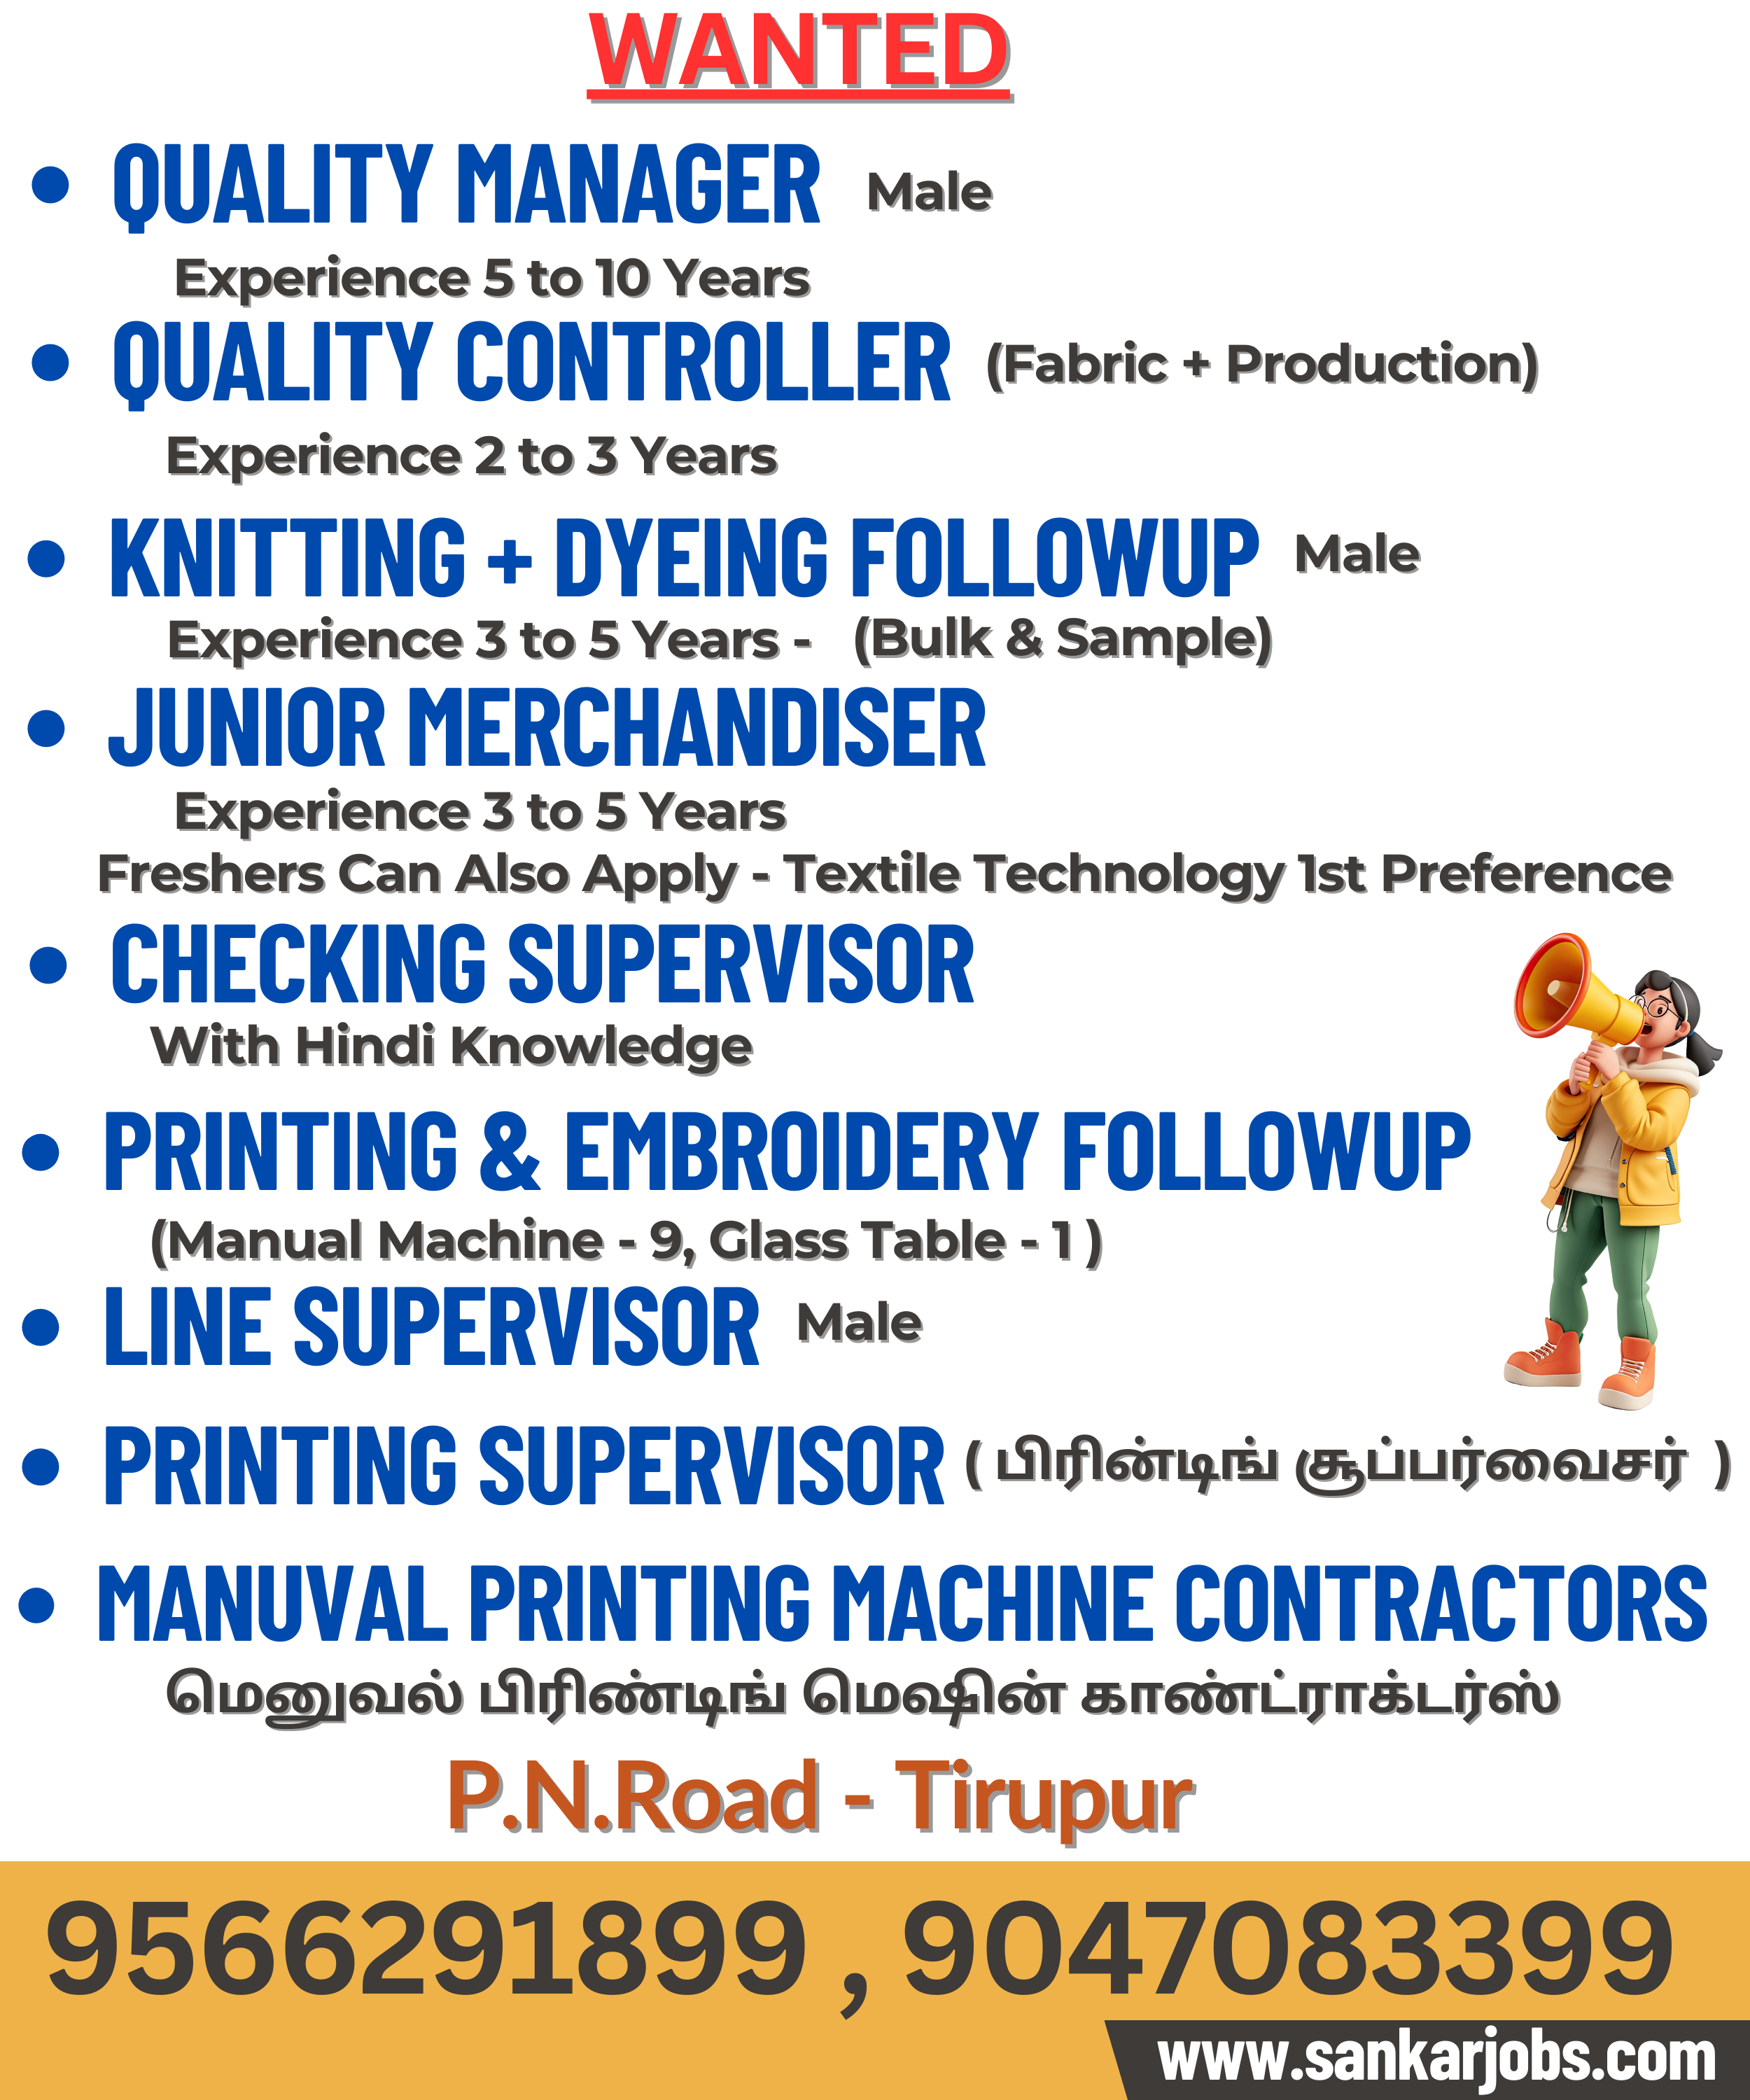 WANTED
• QUALITY MANAGER Male
Experience 5 to 10 Years
• QUALITY CONTROLLER (Fabric + Production)
Experience 2 to 3 Years
• KNITTING + DYEING FOLLOWUP Male
Experience 3 to 5 Years - (Bulk & Sample)
• JUNIOR MERCHANDISER
Experience 3 to 5 Years
Freshers Can Also Apply - Textile Technology 1st Preference
• CHECKING SUPERVISOR
With Hindi Knowledge
• PRINTING & EMBROIDERY FOLLOWUP
(Manual Machine - 9, Glass Table - 1 )
• LINE SUPERVISOR Male
• PRINTING SUPERVISOR ( பிரின்டிங் சூப்பர்வைசர் )
• MANUVAL PRINTING MACHINE CONTRACTORS
மெனுவல் பிரிண்டிங் மெஷின் காண்ட்ராக்டர்ஸ்
P.N.Road - Tirupur
9566291899 , 9047083399
www.sankarjobs.com